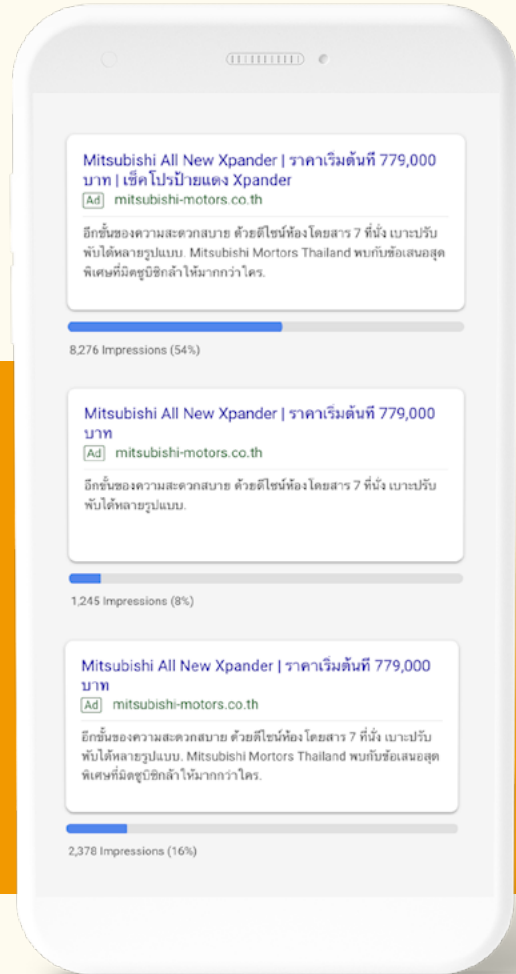 Mitsubishi All New Xpander | ราคาเริ่มต้นที่ 779,000
บาท | เช็คโปรป้ายแดง Xpander
Ad mitsubishi-motors.co.th
อีกขั้นของความสะดวกสบาย ด้วยดีไซน์ห้องโดยสาร 7 ที่นั่ง เบาะปรับ
พับได้หลายรูปแบบ. Mitsubishi Mortors Thailand พบกับข้อเสนอสุด
พิเศษที่มิตซูบิชิกล้าให้มากกว่าใคร.
8,276 Impressions (54%)
Mitsubishi All New Xpander | ราคาเริ่มต้นที่ 779,000
บาท
Ad mitsubishi-motors.co.th
อีกขั้นของความสะดวกสบาย ด้วยดีไซน์ห้องโดยสาร 7 ที่นั่ง เบาะปรับ
พับได้หลายรูปแบบ.
1,245 Impressions (8%)
Mitsubishi All New Xpander | ราคาเริ่มต้นที่ 779,000
บาท
Ad mitsubishi-motors.co.th
อีกขั้นของความสะดวกสบาย ด้วยดีไซน์ห้องโดยสาร 7 ที่นั่ง เบาะปรับ
พับได้หลายรูปแบบ. Mitsubishi Mortors Thailand พบกับข้อเสนอสุด
พิเศษที่มิตซูบิชิกล้าให้มากกว่าใคร.
2,378 Impressions (16%)